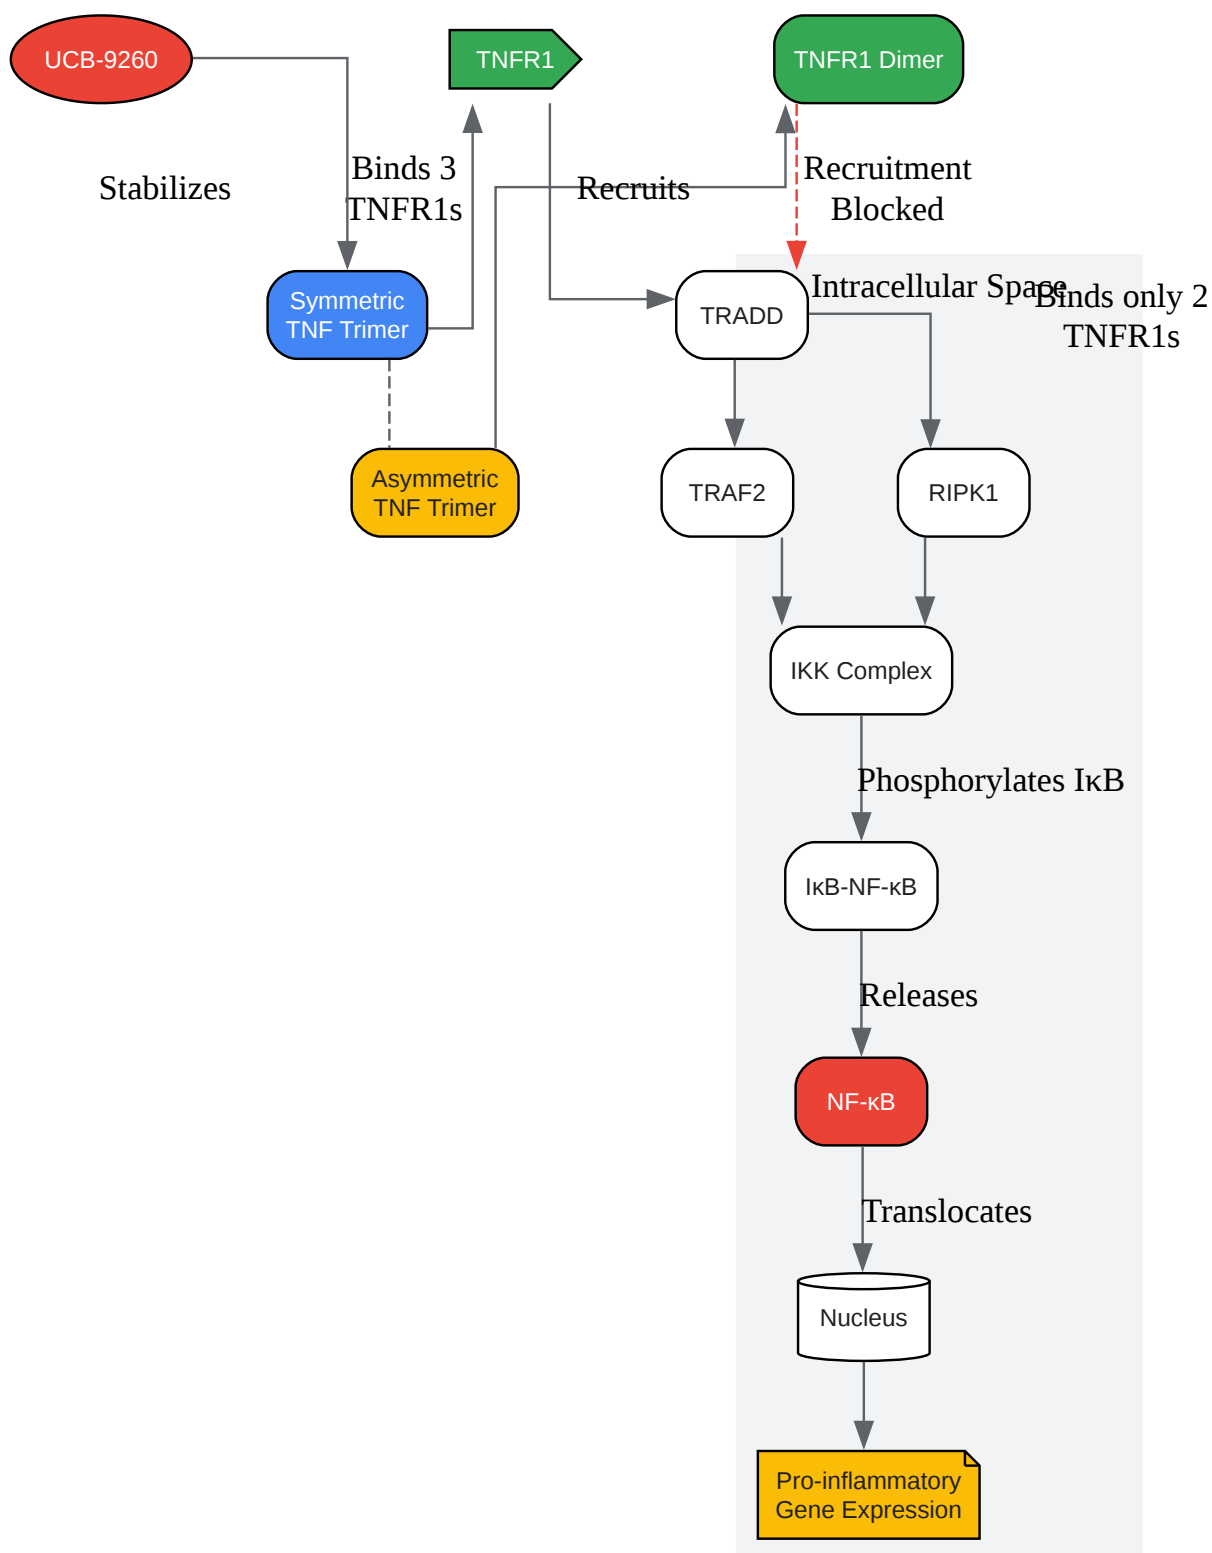 UCB-9260
TNFR1
TNFR1 Dimer
Stabilizes
Binds 3
TNFR1s
Recruits
Recruitment
Blocked
Symmetric
TNF Trimer
TRADD
Intracellular Space
Binds only 2
TNFR1s
Asymmetric
TNF Trimer
TRAF2
RIPK1
IKK Complex
Phosphorylates IκB
IκB-NF-κB
Releases
NF-κB
Translocates
Nucleus
Pro-inflammatory
Gene Expression